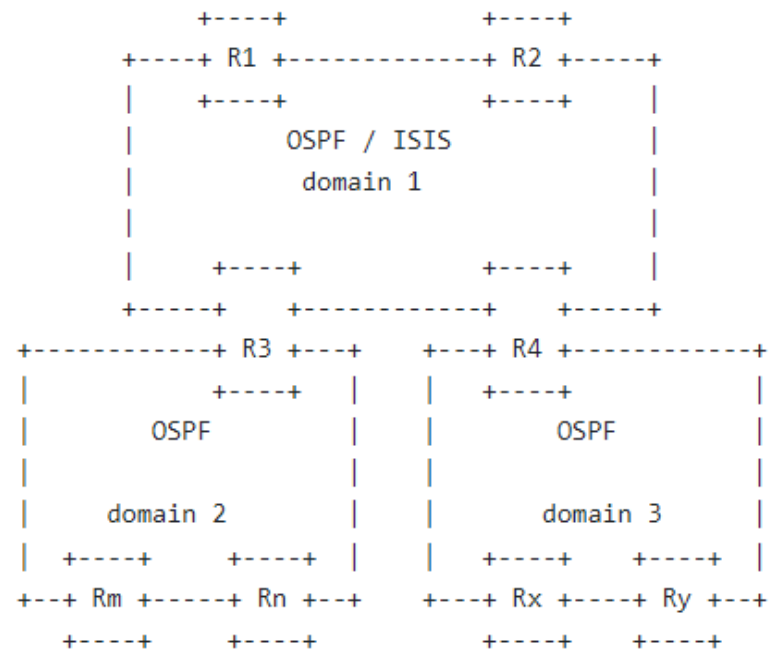 R1 R2
OSPF / ISIS
domain 1
R3 R4
OSPF OSPF
domain 2 domain 3
Rm Rn Rx Ry